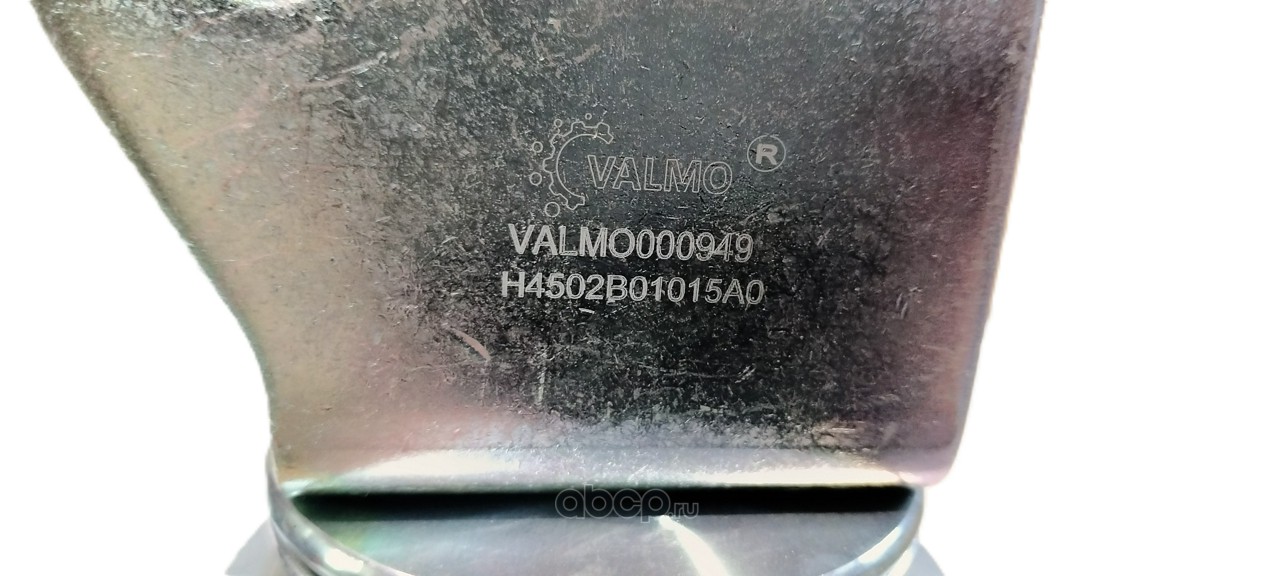 VALMO ®
VALMO000949
H4502B01015A0
abcp.ru